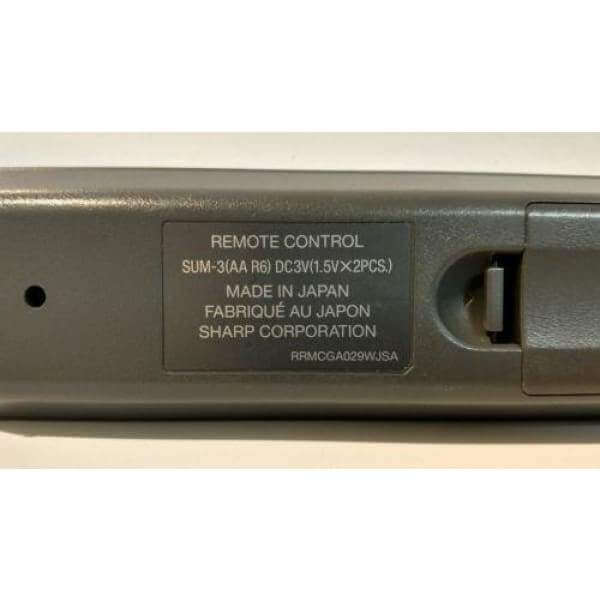 REMOTE CONTROL
SUM-3(AA R6) DC3V(1.5V×2PCS.)
MADE IN JAPAN
FABRIQUÉ AU JAPON
SHARP CORPORATION
RRMCGA029WJSA